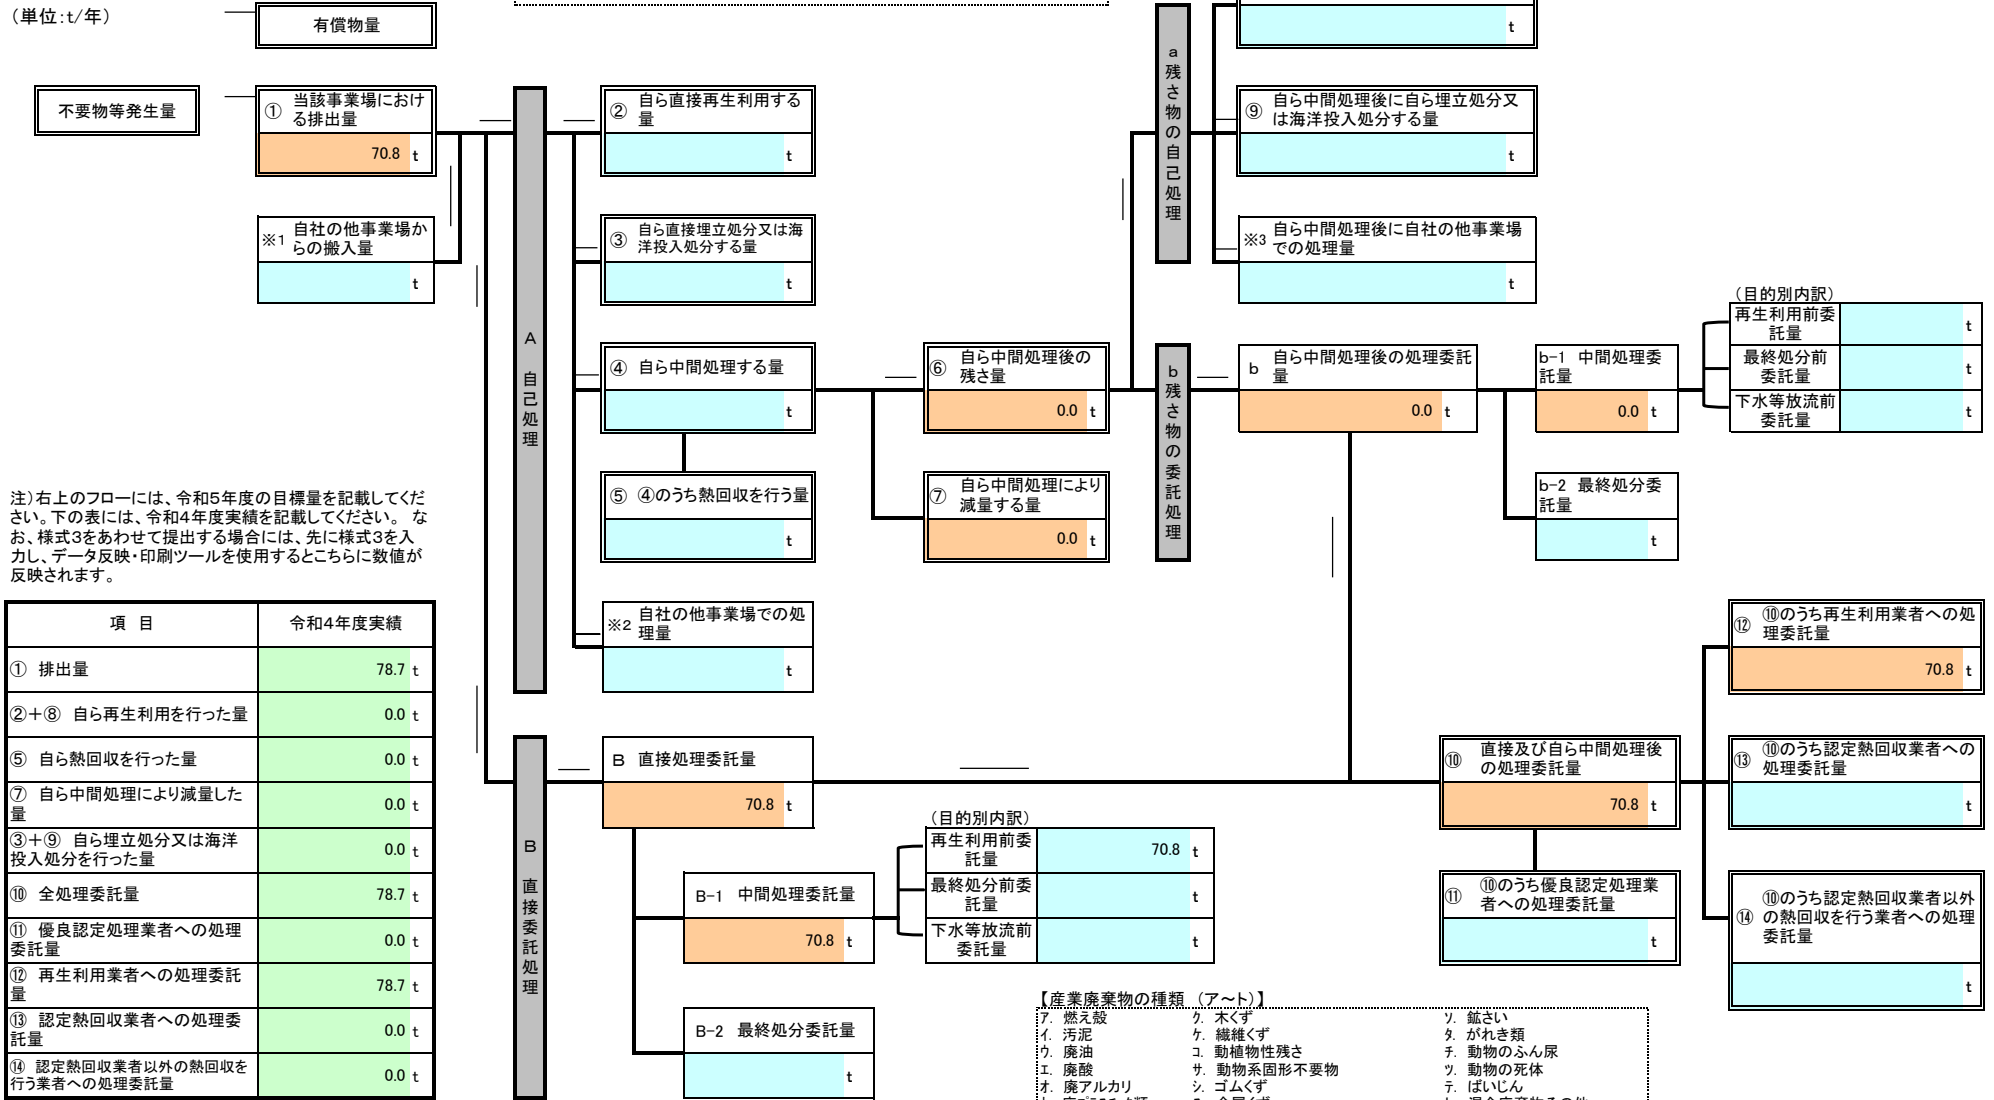 （単位：t/年）
有償物量
t
不要物等発生量
① 当該事業場におけ
る排出量
70.8 t
※1 自社の他事業場か
らの搬入量
t
A 自己処理
② 自ら直接再生利用する
量
t
③ 自ら直接埋立処分又は海
洋投入処分する量
t
④ 自ら中間処理する量
t
⑤ ④のうち熱回収を行う量
t
※2 自社の他事業場での処
理量
t
⑥ 自ら中間処理後の
残さ量
0.0 t
⑦ 自ら中間処理により
減量する量
0.0 t
a 残さ物の自己処理
⑨ 自ら中間処理後に自ら埋立処分又
は海洋投入処分する量
t
※3 自ら中間処理後に自社の他事業場
での処理量
t
b 残さ物の委託処理
b 自ら中間処理後の処理委託
量
0.0 t
b-1 中間処理委
託量
0.0 t
（目的別内訳）
再生利用前委
託量
t
最終処分前
委託量
t
下水等放流前
委託量
t
b-2 最終処分委
託量
t
注）右上のフローには、令和5年度の目標量を記載してくだ
さい。下の表には、令和4年度実績を記載してください。 な
お、様式3をあわせて提出する場合には、先に様式3を入
力し、データ反映・印刷ツールを使用するとこちらに数値が
反映されます。
項 目 令和4年度実績
① 排出量 78.7 t
②＋⑧ 自ら再生利用を行った量 0.0 t
⑤ 自ら熱回収を行った量 0.0 t
⑦ 自ら中間処理により減量した
量 0.0 t
③＋⑨ 自ら埋立処分又は海洋
投入処分を行った量 0.0 t
⑩ 全処理委託量 78.7 t
⑪ 優良認定処理業者への処理
委託量 0.0 t
⑫ 再生利用業者への処理委託
量 78.7 t
⑬ 認定熱回収業者への処理委
託量 0.0 t
⑭ 認定熱回収業者以外の熱回収を
行う業者への処理委託量 0.0 t
B 直接委託処理
B 直接処理委託量
70.8 t
B-1 中間処理委託量
70.8 t
（目的別内訳）
再生利用前委
託量
70.8 t
最終処分前委
託量
t
下水等放流前
委託量
t
B-2 最終処分委託量
t
⑩ 直接及び自ら中間処理後
の処理委託量
70.8 t
⑪ ⑩のうち優良認定処理業
者への処理委託量
t
⑫ ⑩のうち再生利用業者への処
理委託量
70.8 t
⑬ ⑩のうち認定熱回収業者への
処理委託量
t
⑭ ⑩のうち認定熱回収業者以外
の熱回収を行う業者への処理
委託量
t
【産業廃棄物の種類 （ア～ト）】
ア. 燃え殻 ク. 木くず ソ. 鉱さい
イ. 汚泥 ケ. 繊維くず タ. がれき類
ウ. 廃油 コ. 動植物性残さ チ. 動物のふん尿
エ. 廃酸 サ. 動物系固形不要物 ツ. 動物の死体
オ. 廃アルカリ シ. ゴムくず テ. ばいじん